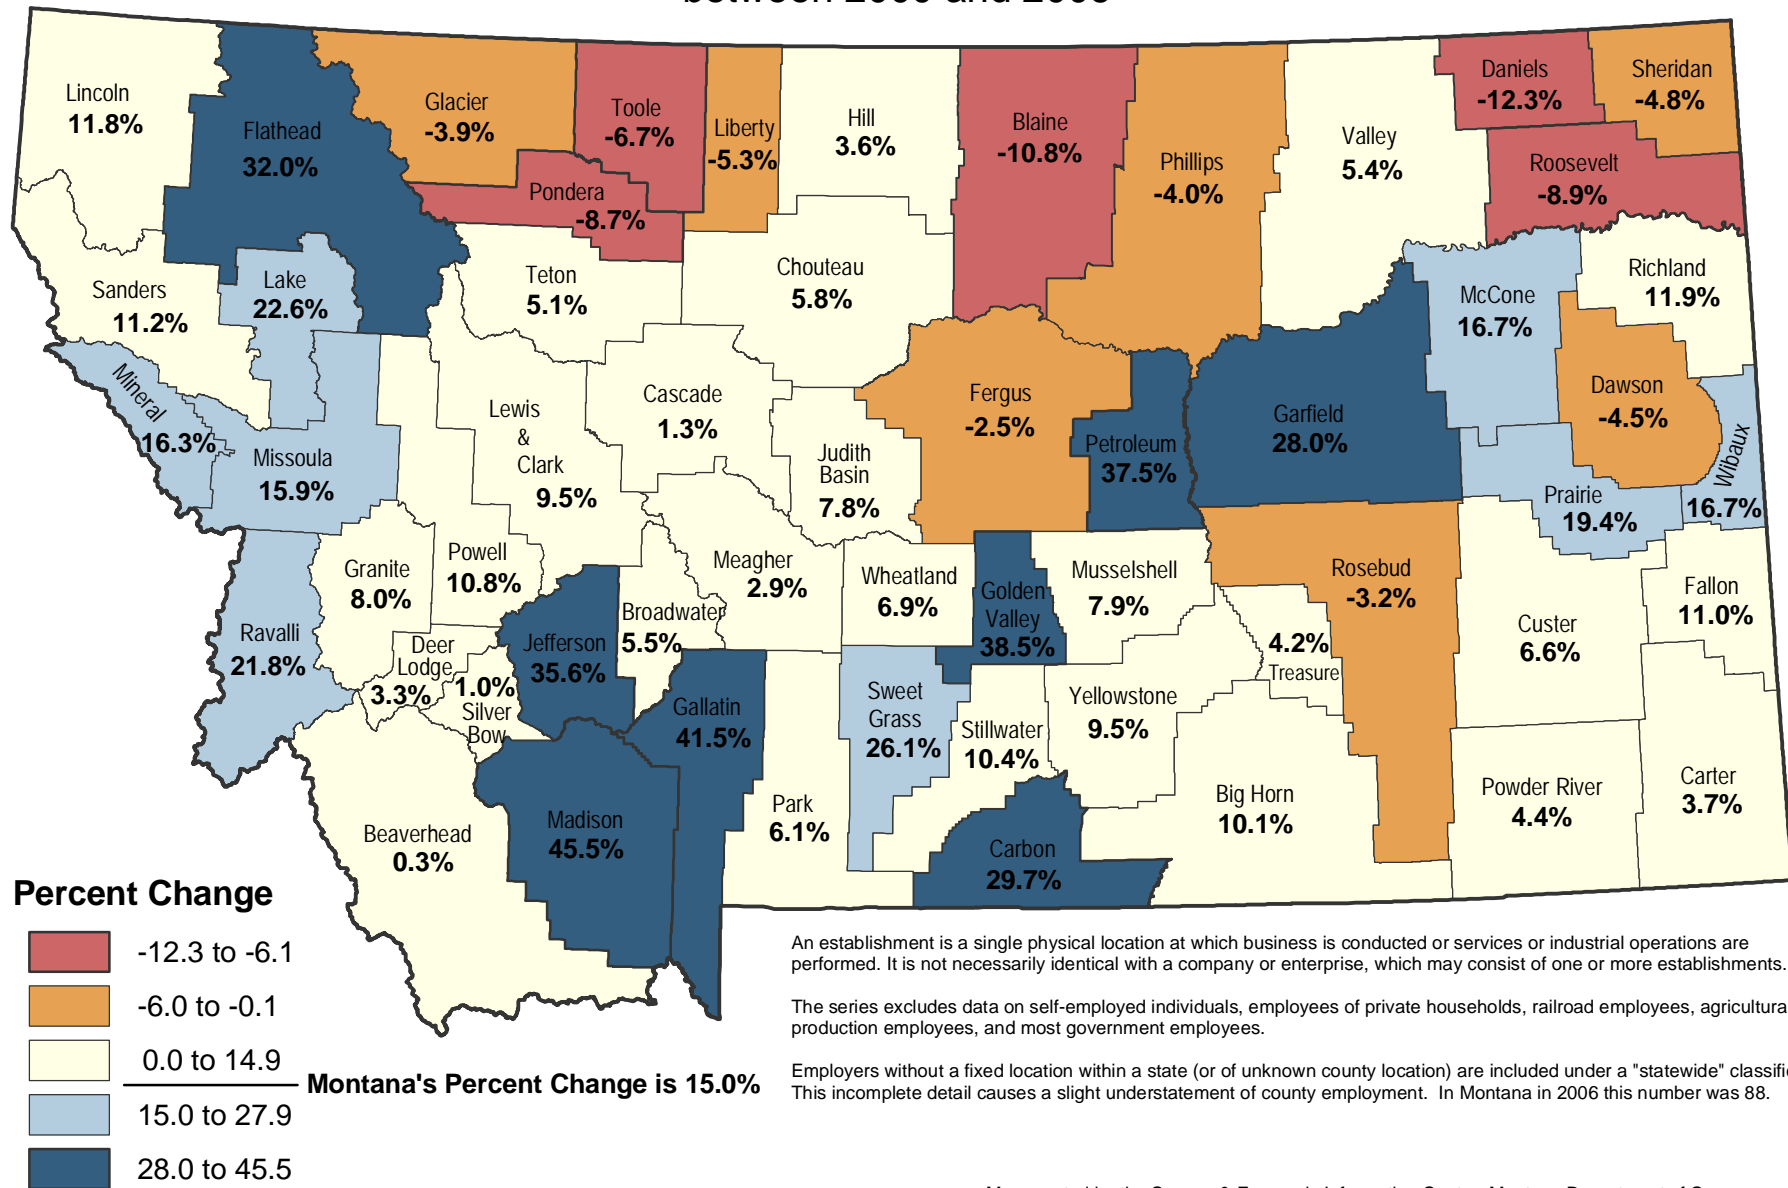 Lincoln
11.8%
Flathead
32.0%
Glacier
-3.9%
Toole
-6.7%
Liberty
-5.3%
Hill
3.6%
Blaine
-10.8%
Phillips
-4.0%
Valley
5.4%
Daniels
-12.3%
Sheridan
-4.8%
Roosevelt
-8.9%
Pondera
-8.7%
Sanders
11.2%
Lake
22.6%
Teton
5.1%
Chouteau
5.8%
McCone
16.7%
Richland
11.9%
Mineral
16.3%
Missoula
15.9%
Lewis
&
Clark
9.5%
Cascade
1.3%
Judith
Basin
7.8%
Fergus
-2.5%
Petroleum
37.5%
Garfield
28.0%
Dawson
-4.5%
Prairie
19.4%
Wibaux
16.7%
Ravalli
21.8%
Granite
8.0%
Powell
10.8%
Deer
Lodge
3.3%
1.0%
Silver
Bow
Jefferson
35.6%
Broadwater
5.5%
Meagher
2.9%
Wheatland
6.9%
Golden
Valley
38.5%
Musselshell
7.9%
4.2%
Treasure
Rosebud
-3.2%
Custer
6.6%
Fallon
11.0%
Beaverhead
0.3%
Madison
45.5%
Gallatin
41.5%
Park
6.1%
Sweet
Grass
26.1%
Stillwater
10.4%
Yellowstone
9.5%
Carbon
29.7%
Big Horn
10.1%
Powder River
4.4%
Carter
3.7%
Percent Change
-12.3 to -6.1
-6.0 to -0.1
0.0 to 14.9
Montana's Percent Change is 15.0%
15.0 to 27.9
28.0 to 45.5
An establishment is a single physical location at which business is conducted or services or industrial operations are
performed. It is not necessarily identical with a company or enterprise, which may consist of one or more establishments.
The series excludes data on self-employed individuals, employees of private households, railroad employees, agricultura
production employees, and most government employees.
Employers without a fixed location within a state (or of unknown county location) are included under a "statewide" classifi
This incomplete detail causes a slight understatement of county employment. In Montana in 2006 this number was 88.